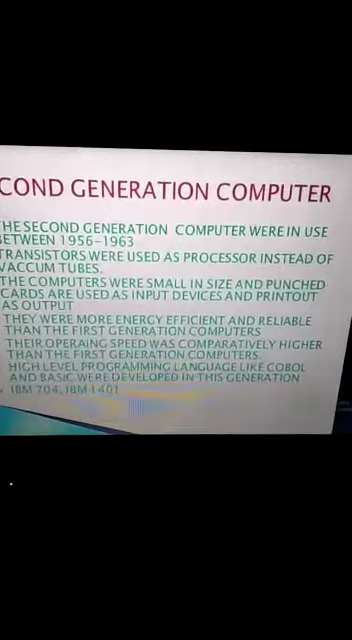 COND GENERATION COMPUTER
HE SECOND GENERATION COMPUTER WERE IN USE
ETWEEN 1956-1963
TRANSISTORS WERE USED AS PROCESSOR INSTEAD OF
VACCUM TUBES.
THE COMPUTERS WERE SMALL IN SIZE AND PUNCHED
CARDS ARE USED AS INPUT DEVICES AND PRINTOUT
AS OUTPUT
THEY WERE MORE ENERGY EFFICIENT AND RELIABLE
THAN THE FIRST GENERATION COMPUTERS
THEIR OPERAING SPEED WAS COMPARATIVELY HIGHER
THAN THE FIRST GENERATION COMPUTERS.
HIGH LEVEL PROGRAMMING LANGUAGE LIKE COBOL
AND BASIC WERE DEVELOPED IN THIS GENERATION
IBM 704, IBM 1401